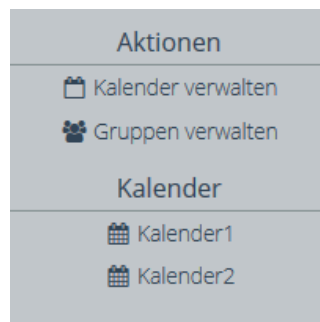 Aktionen
Kalender verwalten
Gruppen verwalten
Kalender
Kalender1
Kalender2